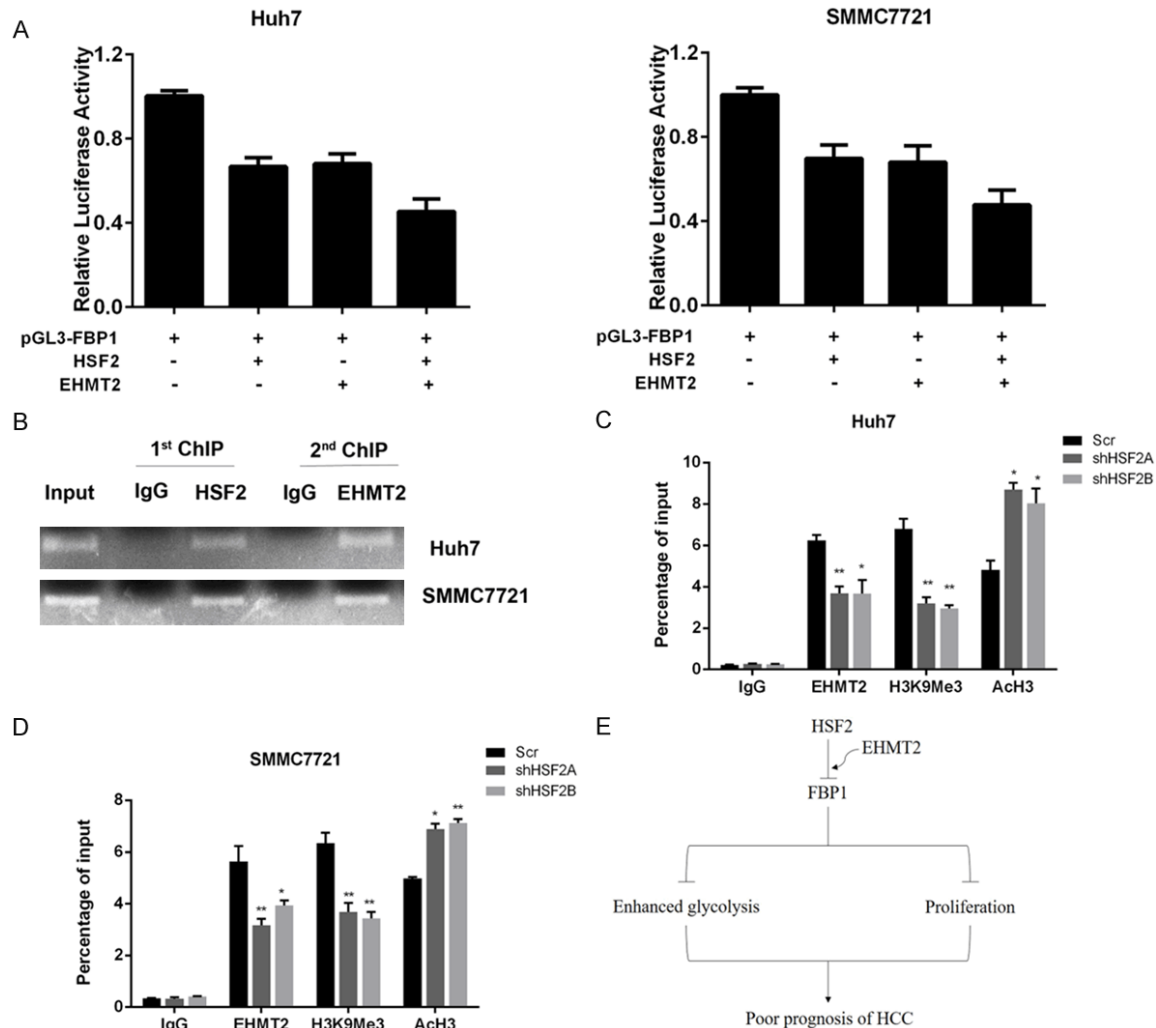 A
Huh7
Relative Luciferase Activity
1.2
0.8
0.4
0.0
pGL3-FBP1 + + + +
HSF2 - + - +
EHMT2 - - + +
SMMC7721
Relative Luciferase Activity
1.2
0.8
0.4
0.0
pGL3-FBP1 + + + +
HSF2 - + - +
EHMT2 - - + +
B
1st ChIP 2nd ChIP
Input IgG HSF2 IgG EHMT2
Huh7
SMMC7721
C
Huh7
Scr
shHSF2A
shHSF2B
Percentage of input
10
8
6
4
2
0
** * ** ** * *
IgG EHMT2 H3K9Me3 AcH3
D
SMMC7721
Scr
shHSF2A
shHSF2B
Percentage of input
8
6
4
2
0
** * ** ** * **
IgG EHMT2 H3K9Me3 AcH3
E
HSF2
EHMT2
FBP1
Enhanced glycolysis Proliferation
Poor prognosis of HCC